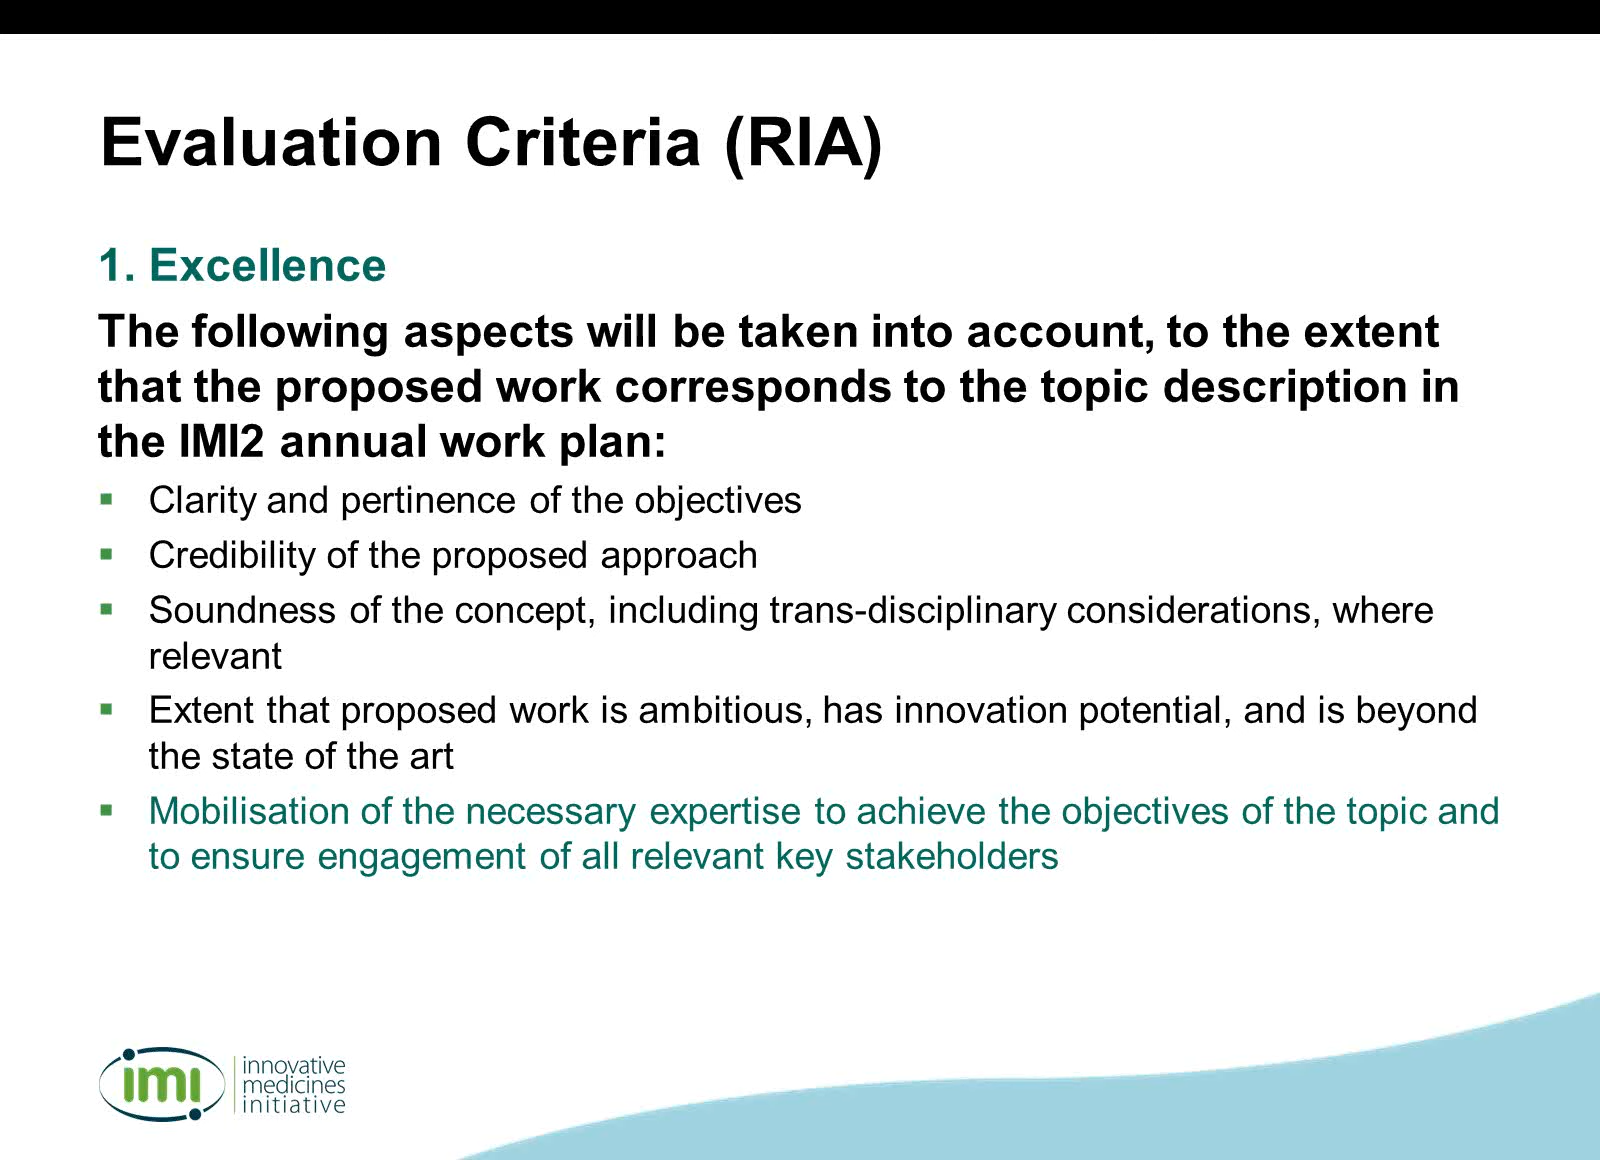 Evaluation Criteria (RIA)
1. Excellence
The following aspects will be taken into account, to the extent
that the proposed work corresponds to the topic description in
the IMI2 annual work plan:
▪ Clarity and pertinence of the objectives
▪ Credibility of the proposed approach
▪ Soundness of the concept, including trans-disciplinary considerations, where
relevant
▪ Extent that proposed work is ambitious, has innovation potential, and is beyond
the state of the art
▪ Mobilisation of the necessary expertise to achieve the objectives of the topic and
to ensure engagement of all relevant key stakeholders
imi
innovative
medicines
initiative